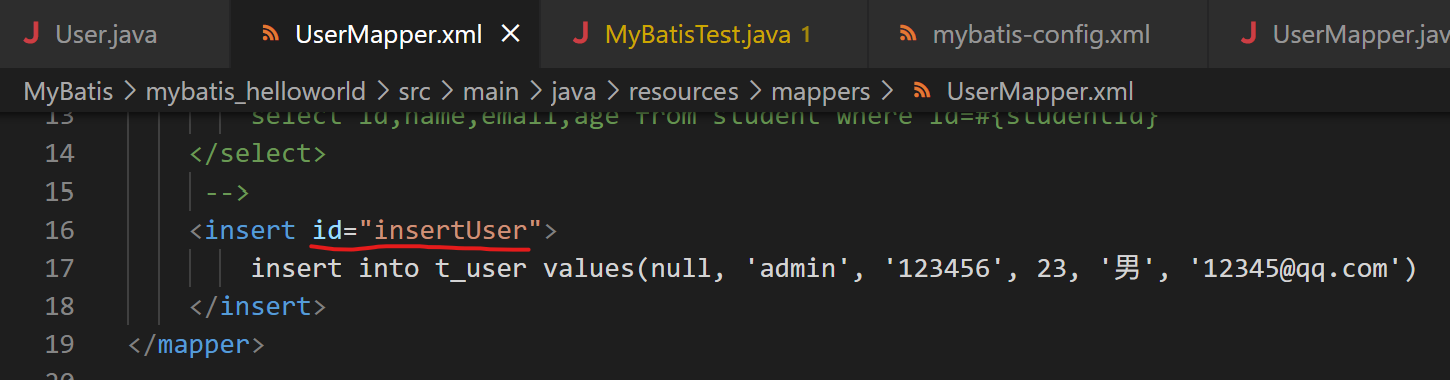 User.java UserMapper.xml MyBatisTest.java 1 mybatis-config.xml UserMapper.jav
MyBatis > mybatis_helloworld > src > main > java > resources > mappers > UserMapper.xml
13 select id,name,email,age from student where id=#{studentId}
14 </select>
15 -->
16 <insert id="insertUser">
17 insert into t_user values(null, 'admin', '123456', 23, '男', '12345@qq.com')
18 </insert>
19 </mapper>
20